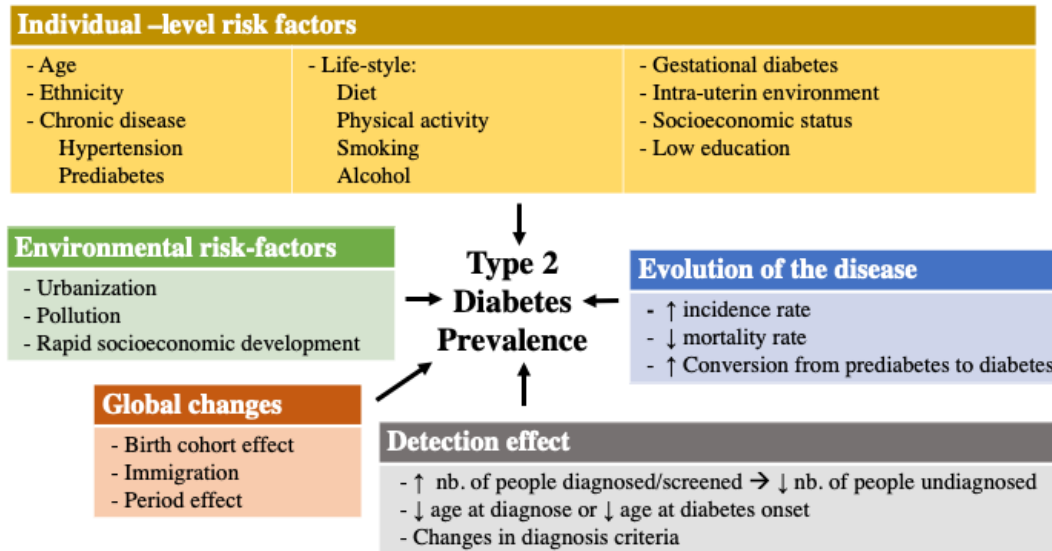 Individual –level risk factors
- Age
- Ethnicity
- Chronic disease
Hypertension
Prediabetes
- Life-style:
Diet
Physical activity
Smoking
Alcohol
- Gestational diabetes
- Intra-uterin environment
- Socioeconomic status
- Low education
Environmental risk-factors
- Urbanization
- Pollution
- Rapid socioeconomic development
Type 2
Diabetes
Prevalence
Evolution of the disease
- ↑ incidence rate
- ↓ mortality rate
- ↑ Conversion from prediabetes to diabetes
Global changes
- Birth cohort effect
- Immigration
- Period effect
Detection effect
- ↑ nb. of people diagnosed/screened → ↓ nb. of people undiagnosed
- ↓ age at diagnose or ↓ age at diabetes onset
- Changes in diagnosis criteria